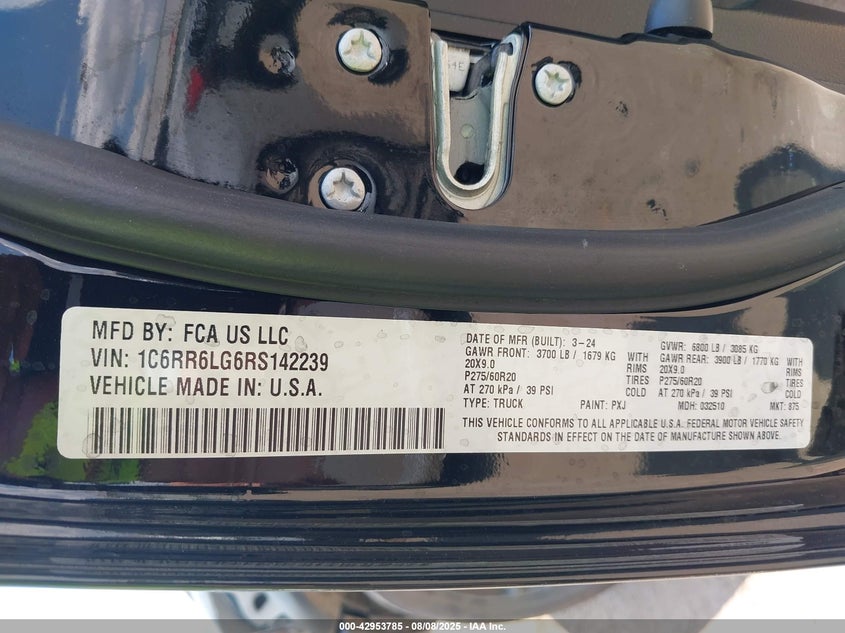 54E
MFD BY: FCA US LLC
VIN: 1C6RR6LG6RS142239
VEHICLE MADE IN: U.S.A.
DATE OF MFR (BUILT): 3-24 GVWR: 6800 LB / 3085 KG
GAWR FRONT: 3700 LB / 1679 KG WITH GAWR REAR: 3900 LB / 1770 KG WITH
20X9.0 RIMS 20X9.0 RIMS
P275/60R20 TIRES P275/60R20 TIRES
AT 270 kPa / 39 PSI COLD AT 270 kPa / 39 PSI COLD
TYPE: TRUCK PAINT: PXJ MDH: 032510 MKT: 875
THIS VEHICLE CONFORMS TO ALL APPLICABLE U.S.A. FEDERAL MOTOR VEHICLE SAFETY
STANDARDS IN EFFECT ON THE DATE OF MANUFACTURE SHOWN ABOVE.
000-42953785 - 08/08/2025 - IAA Inc.